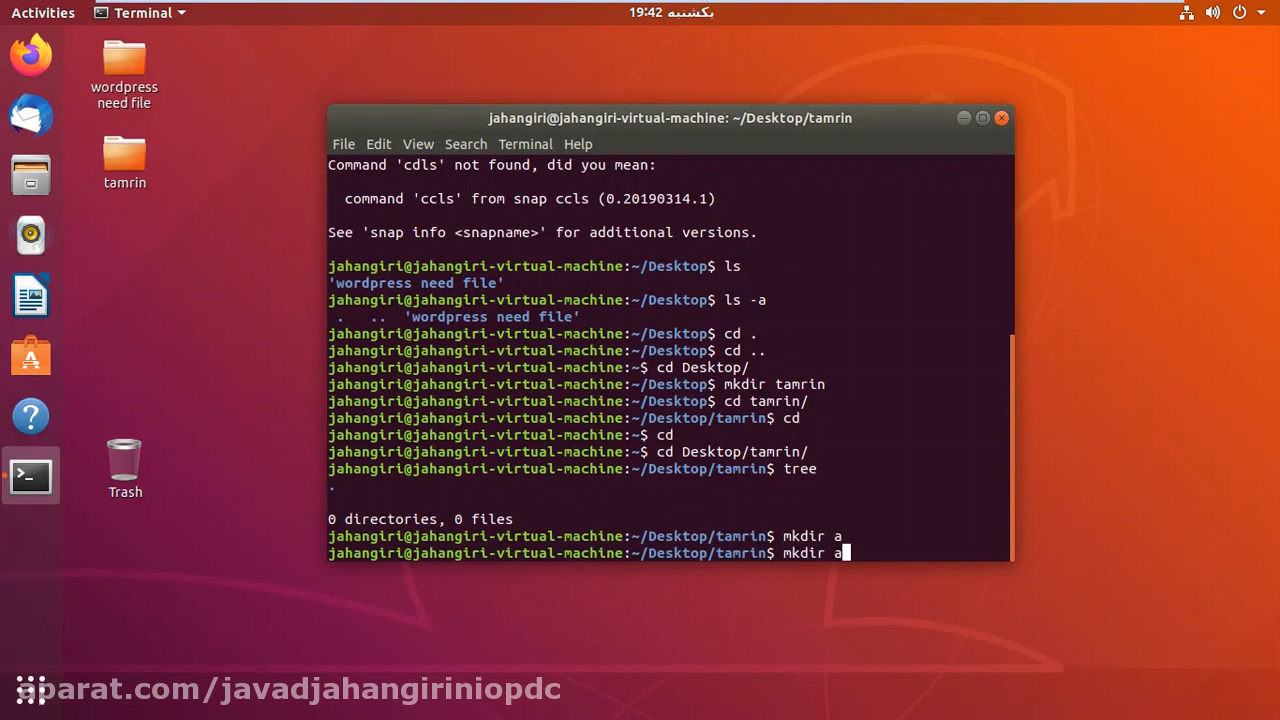 Activities
Terminal
یکشنبه 19:42
wordpress
need file
tamrin
Trash
jahangiri@jahangiri-virtual-machine: ~/Desktop/tamrin
File Edit View Search Terminal Help
Command 'cdls' not found, did you mean:
command 'ccls' from snap ccls (0.20190314.1)
See 'snap info <snapname>' for additional versions.
jahangiri@jahangiri-virtual-machine:~/Desktop$ ls
'wordpress need file'
jahangiri@jahangiri-virtual-machine:~/Desktop$ ls -a
. .. 'wordpress need file'
jahangiri@jahangiri-virtual-machine:~/Desktop$ cd .
jahangiri@jahangiri-virtual-machine:~/Desktop$ cd ..
jahangiri@jahangiri-virtual-machine:~$ cd Desktop/
jahangiri@jahangiri-virtual-machine:~/Desktop$ mkdir tamrin
jahangiri@jahangiri-virtual-machine:~/Desktop$ cd tamrin/
jahangiri@jahangiri-virtual-machine:~/Desktop/tamrin$ cd
jahangiri@jahangiri-virtual-machine:~$ cd
jahangiri@jahangiri-virtual-machine:~$ cd Desktop/tamrin/
jahangiri@jahangiri-virtual-machine:~/Desktop/tamrin$ tree
.
0 directories, 0 files
jahangiri@jahangiri-virtual-machine:~/Desktop/tamrin$ mkdir a
jahangiri@jahangiri-virtual-machine:~/Desktop/tamrin$ mkdir a
aparat.com/javadjahangiriniopdc